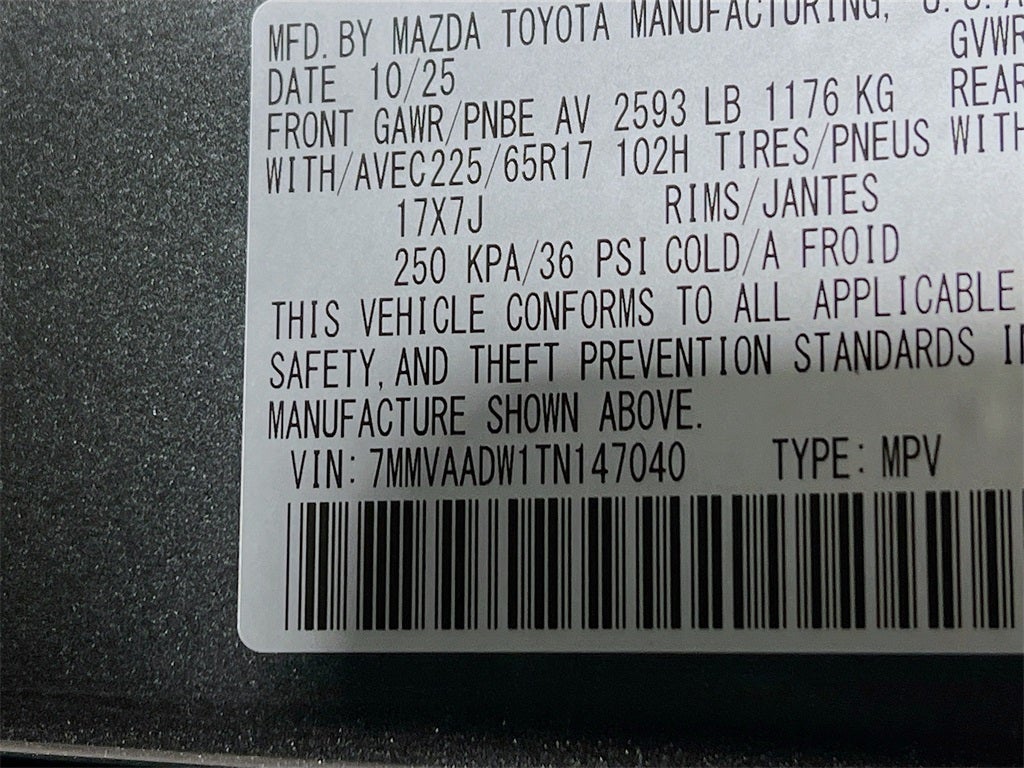 MFD. BY MAZDA TOYOTA MANUFACTURING, U.S.A
DATE 10/25 GVWR
FRONT GAWR/PNBE AV 2593 LB 1176 KG REAR
WITH/AVEC225/65R17 102H TIRES/PNEUS WITH
17X7J RIMS/JANTES
250 KPA/36 PSI COLD/A FROID
THIS VEHICLE CONFORMS TO ALL APPLICABLE
SAFETY, AND THEFT PREVENTION STANDARDS
MANUFACTURE SHOWN ABOVE.
VIN: 7MMVAADW1TN147040 TYPE: MPV